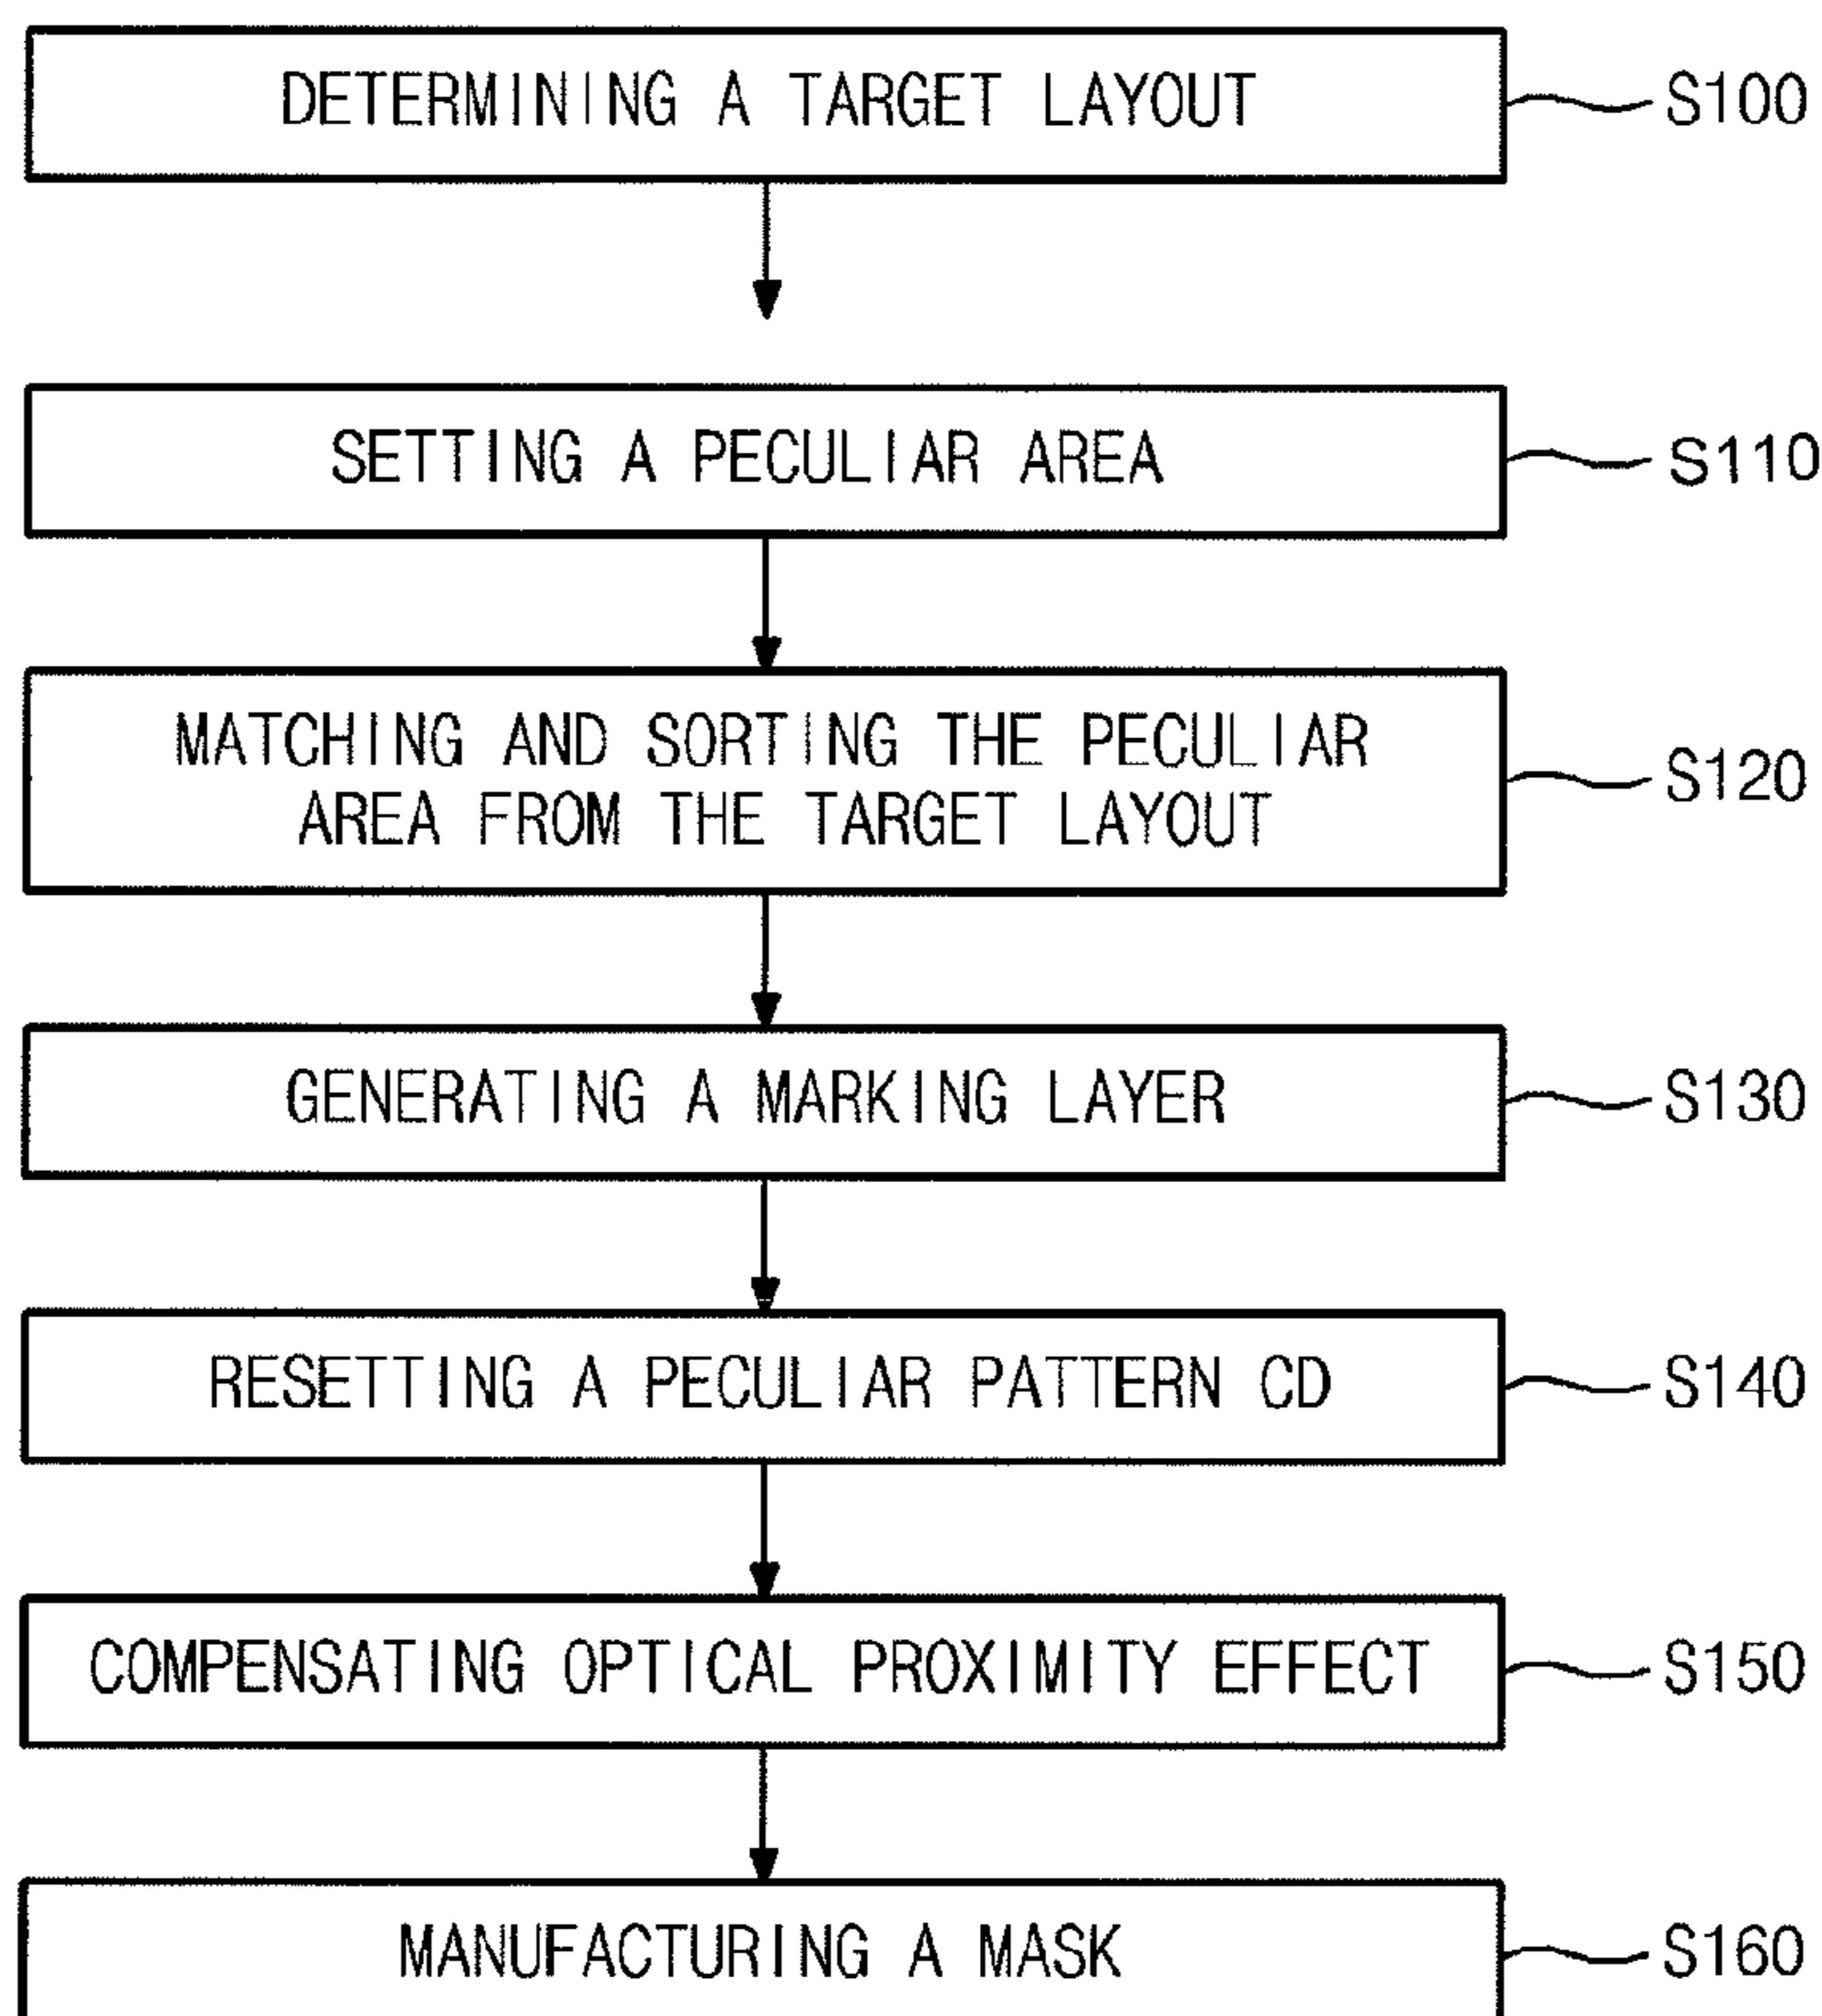 DETERMINING A TARGET LAYOUT
S100
SETTING A PECULIAR AREA
S110
MATCHING AND SORTING THE PECULIAR
AREA FROM THE TARGET LAYOUT
S120
GENERATING A MARKING LAYER
S130
RESETTING A PECULIAR PATTERN CD
S140
COMPENSATING OPTICAL PROXIMITY EFFECT
S150
MANUFACTURING A MASK
S160